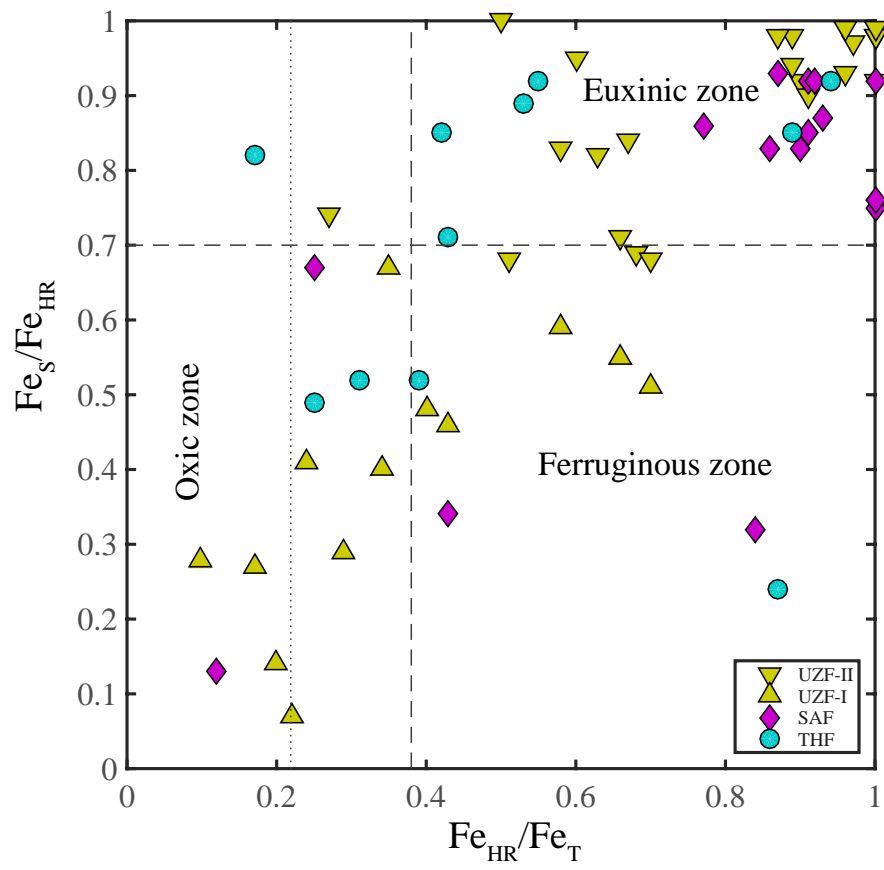 1
0.9
0.8
0.7
0.6
0.5
0.4
0.3
0.2
0.1
0
Fe_S/Fe_HR
Euxinic zone
Oxic zone
Ferruginous zone
UZF-II
UZF-I
SAF
THF
0 0.2 0.4 0.6 0.8 1
Fe_HR/Fe_T